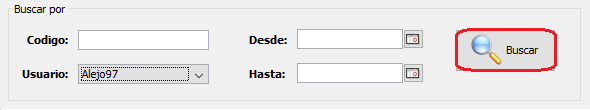 Buscar por
Codigo:
Desde:
Buscar
Usuario: Alejo97
Hasta: